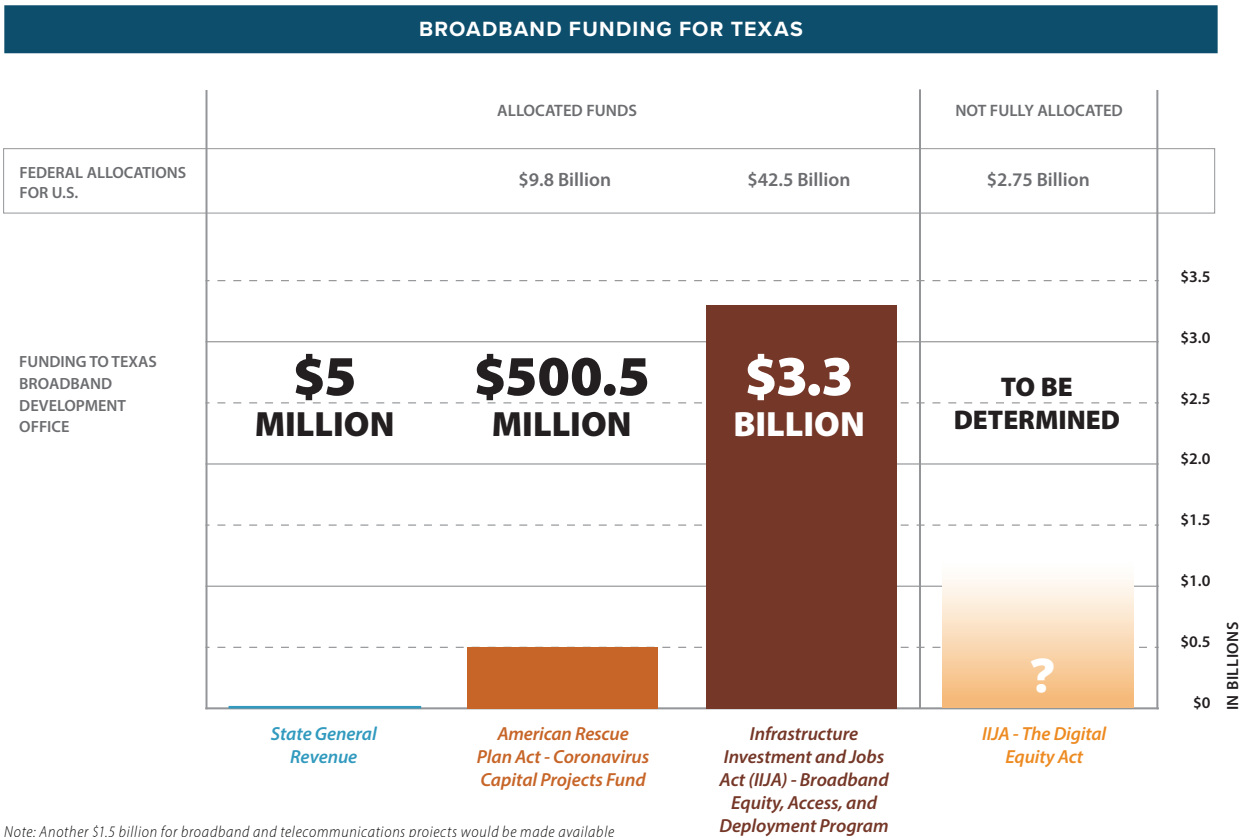 BROADBAND FUNDING FOR TEXAS
ALLOCATED FUNDS
NOT FULLY ALLOCATED
FEDERAL ALLOCATIONS
FOR U.S.
$9.8 Billion
$42.5 Billion
$2.75 Billion
FUNDING TO TEXAS
BROADBAND
DEVELOPMENT
OFFICE
$5
MILLION
$500.5
MILLION
$3.3
BILLION
TO BE
DETERMINED
?
$3.5
$3.0
$2.5
$2.0
$1.5
$1.0
$0.5
$0
IN BILLIONS
State General
Revenue
American Rescue
Plan Act - Coronavirus
Capital Projects Fund
Infrastructure
Investment and Jobs
Act (IIJA) - Broadband
Equity, Access, and
Deployment Program
IIJA - The Digital
Equity Act
Note: Another $1.5 billion for broadband and telecommunications projects would be made available